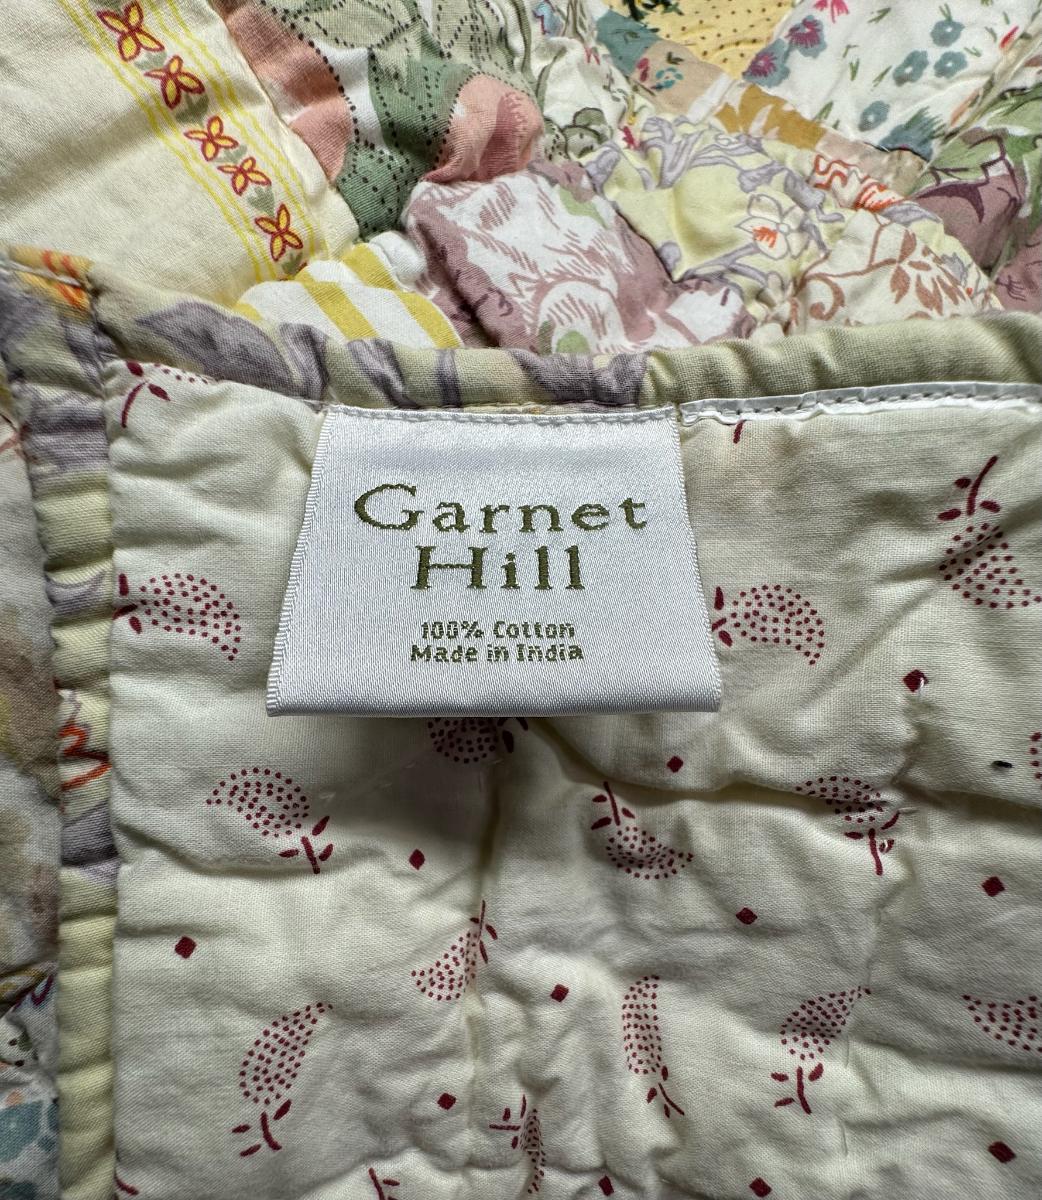 Garnet
Hill
100% Cotton
Made in India